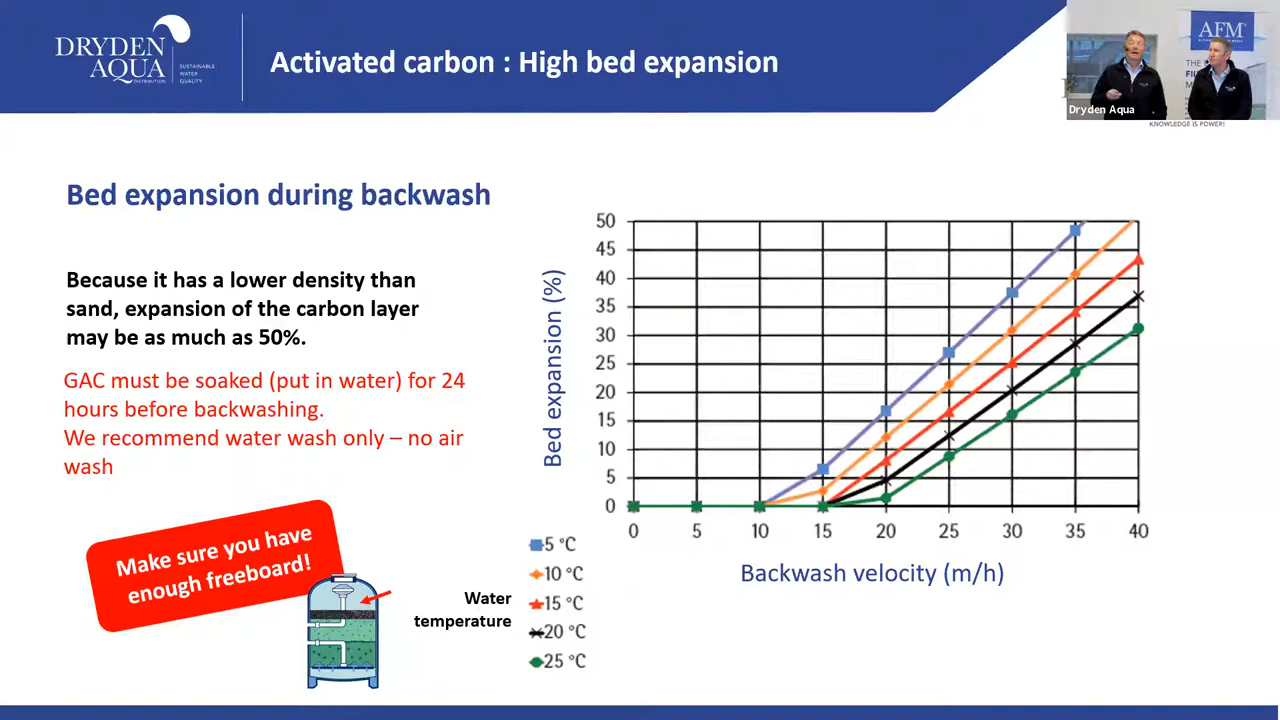 DRYDEN
AQUA
DISTRIBUTION
SUSTAINABLE
WATER
QUALITY
Activated carbon : High bed expansion
AFM
THE
FI
M
Dryden Aqua
KNOWLEDGE IS POWER!
Bed expansion during backwash
Because it has a lower density than
sand, expansion of the carbon layer
may be as much as 50%.
GAC must be soaked (put in water) for 24
hours before backwashing.
We recommend water wash only – no air
wash
Make sure you have
enough freeboard!
Water
temperature
Bed expansion (%)
50
45
40
35
30
25
20
15
10
5
0
0 5 10 15 20 25 30 35 40
Backwash velocity (m/h)
5 °C
10 °C
15 °C
20 °C
25 °C